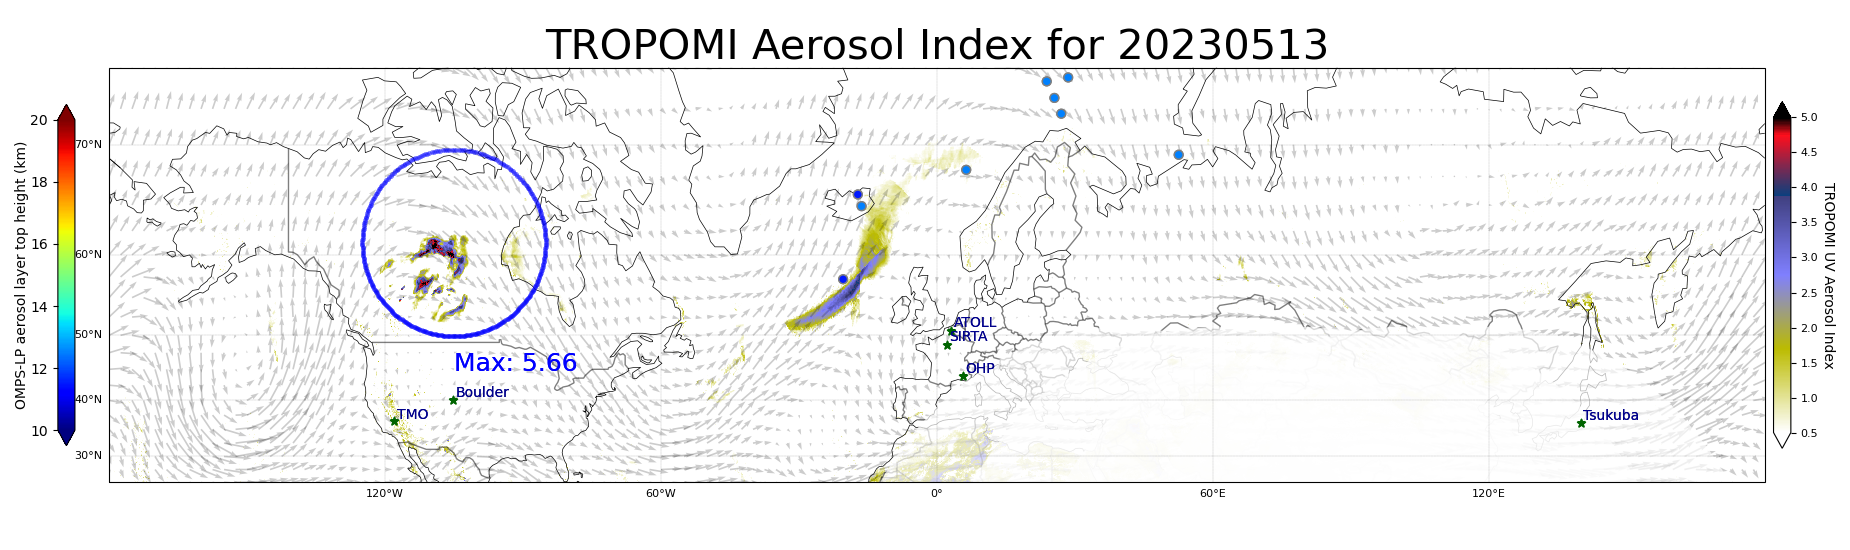 TROPOMI Aerosol Index for 20230513
OMPS-LP aerosol layer top height (km)
20
18
16
14
12
10
70°N
60°N
50°N
40°N
30°N
120°W
60°W
0°
60°E
120°E
Max: 5.66
Boulder
TMO
ATOLL
SIRTA
OHP
Tsukuba
5.0
4.5
4.0
3.5
3.0
2.5
2.0
1.5
1.0
0.5
TROPOMI UV Aerosol Index